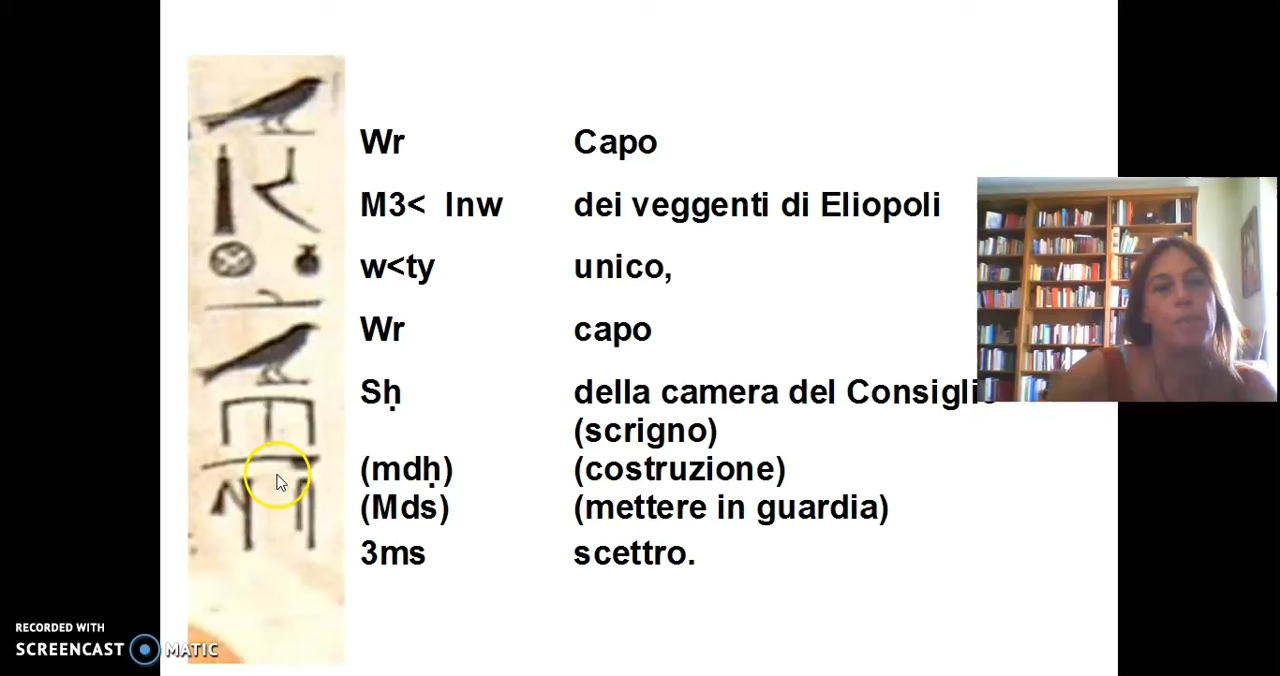 Wr Capo
M3< Inw dei veggenti di Eliopoli
w<ty unico,
Wr capo
Sḥ della camera del Consiglio
(scrigno)
(mdḥ) (costruzione)
(Mds) (mettere in guardia)
3ms scettro.
RECORDED WITH
SCREENCAST MATIC